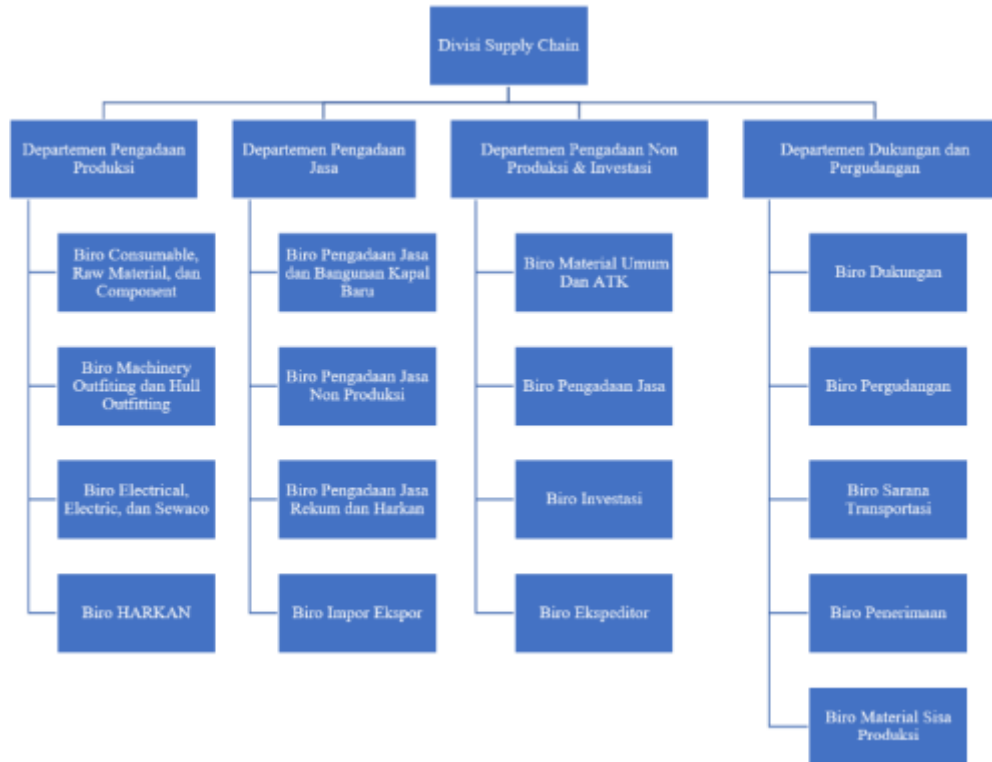 Divisi Supply Chain
Departemen Pengadaan
Produksi
Departemen Pengadaan
Jasa
Departemen Pengadaan Non
Produksi & Investasi
Departemen Dukungan dan
Pergudangan
Biro Consumable,
Raw Material, dan
Component
Biro Machinery
Outfiting dan Hull
Outfitting
Biro Electrical,
Electric, dan Sewaco
Biro HARKAN
Biro Pengadaan Jasa
dan Bangunan Kapal
Baru
Biro Pengadaan Jasa
Non Produksi
Biro Pengadaan Jasa
Rekum dan Harkan
Biro Impor Ekspor
Biro Material Umum
Dan ATK
Biro Pengadaan Jasa
Biro Investasi
Biro Ekspeditor
Biro Dukungan
Biro Pergudangan
Biro Sarana
Transportasi
Biro Penerimaan
Biro Material Sisa
Produksi